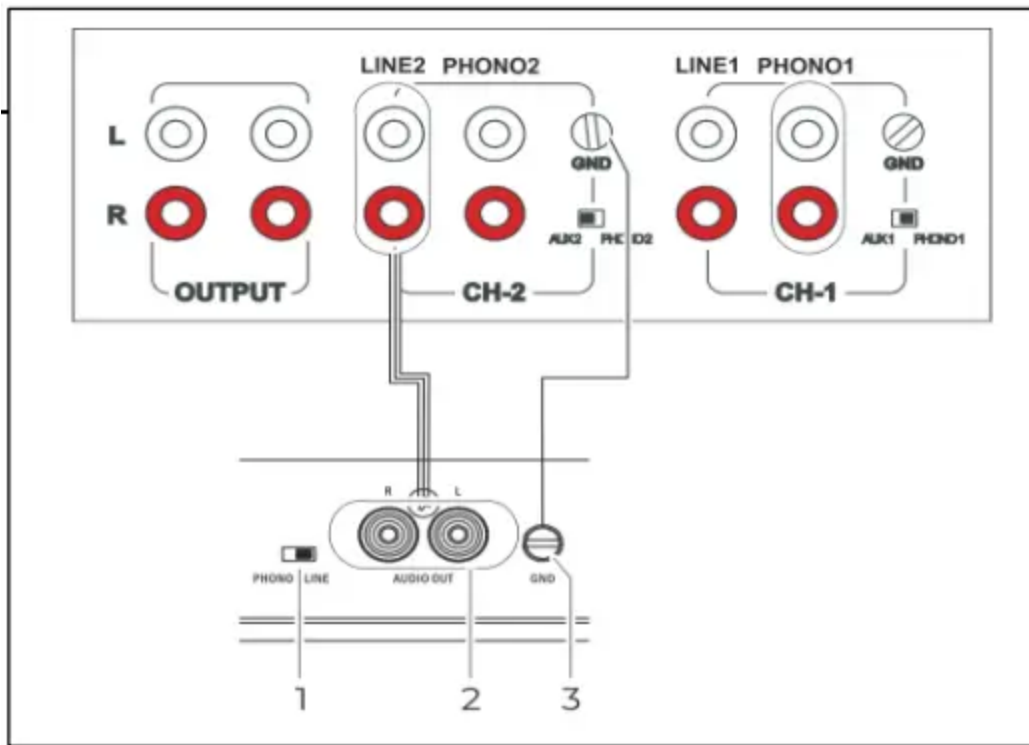 LINE2 PHONO2 LINE1 PHONO1
L
GND GND
R
AUX2 PHONO2 AUX1 PHONO1
OUTPUT CH-2 CH-1
R L
PHONO LINE AUDIO OUT GND
1 2 3